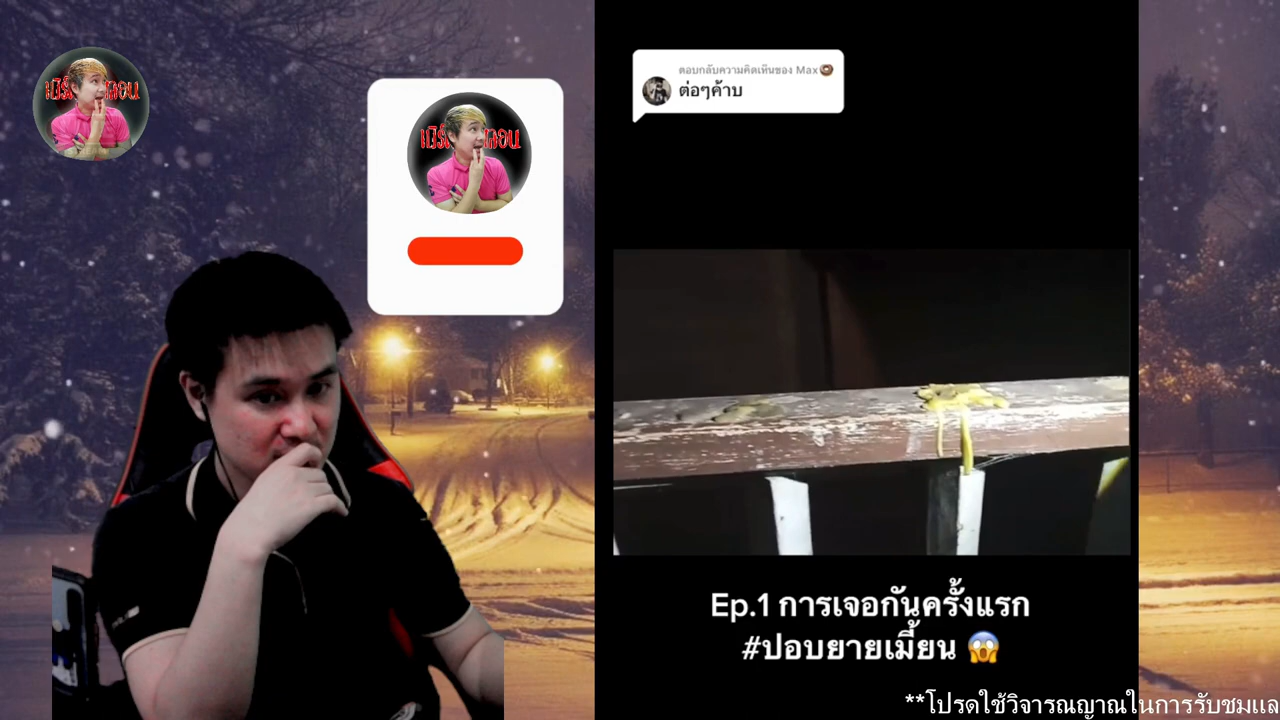 ตอบกลับความคิดเห็นของ Max
ต่อๆค้าบ
Ep.1 การเจอกันครั้งแรก
#ปอบยายเมี้ยน 😱
**โปรดใช้วิจารณญาณในการรับชมแล